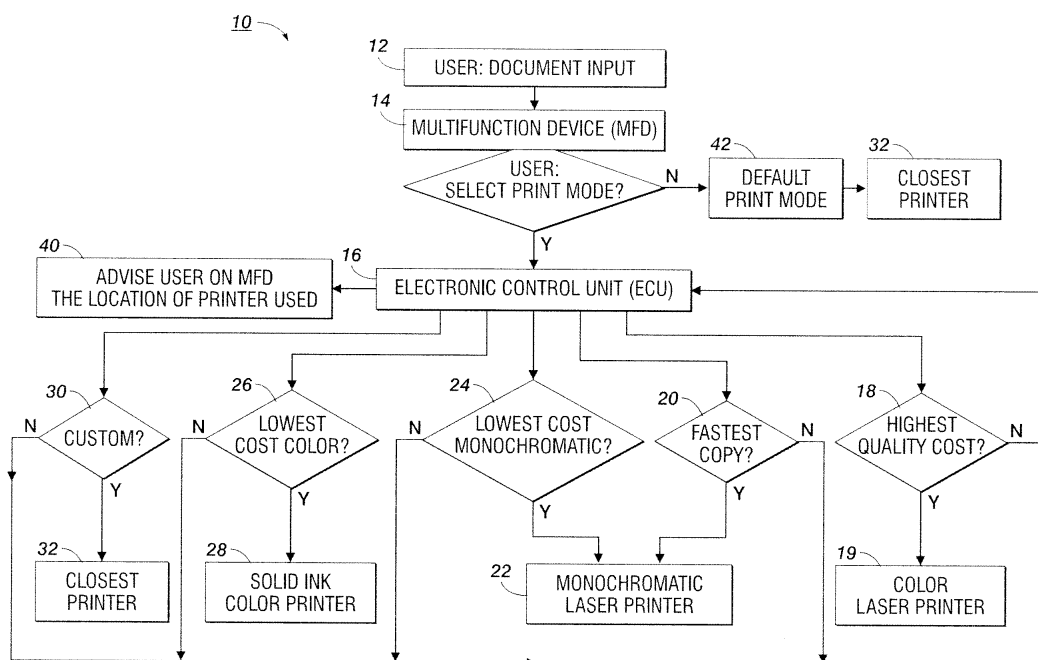 10
12
USER: DOCUMENT INPUT
14
MULTIFUNCTION DEVICE (MFD)
USER:
SELECT PRINT MODE?
N
42
DEFAULT
PRINT MODE
32
CLOSEST
PRINTER
Y
40
ADVISE USER ON MFD
THE LOCATION OF PRINTER USED
16
ELECTRONIC CONTROL UNIT (ECU)
30
N
CUSTOM?
Y
26
N
LOWEST
COST COLOR?
Y
24
N
LOWEST COST
MONOCHROMATIC?
Y
20
FASTEST
COPY?
N
Y
18
HIGHEST
QUALITY COST?
N
Y
32
CLOSEST
PRINTER
28
SOLID INK
COLOR PRINTER
22
MONOCHROMATIC
LASER PRINTER
19
COLOR
LASER PRINTER